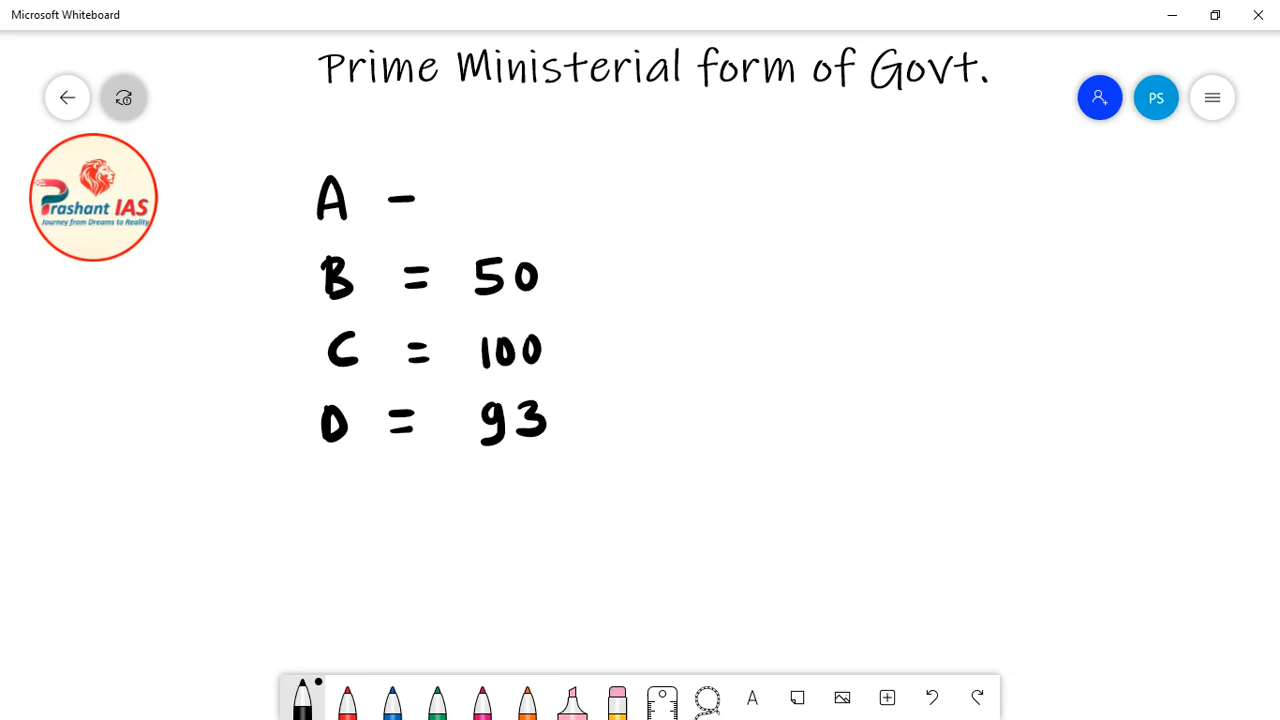 Microsoft Whiteboard
Prime Ministerial form of Govt.
PS
Prashant IAS
Journey from Dreams to Reality
A -
B = 50
C = 100
D = 93
A